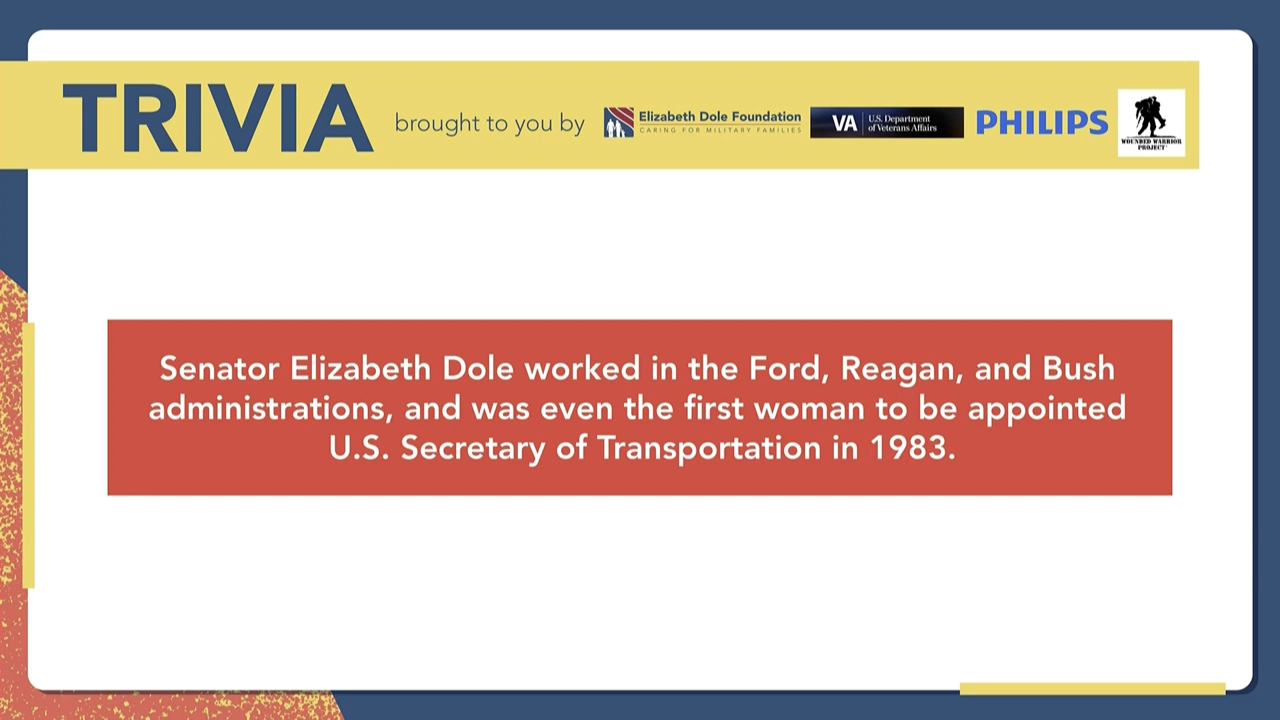 TRIVIA brought to you by
Elizabeth Dole Foundation
CARING FOR MILITARY FAMILIES
VA U.S. Department of Veterans Affairs
PHILIPS
WOUNDED WARRIOR
PROJECT
Senator Elizabeth Dole worked in the Ford, Reagan, and Bush
administrations, and was even the first woman to be appointed
U.S. Secretary of Transportation in 1983.